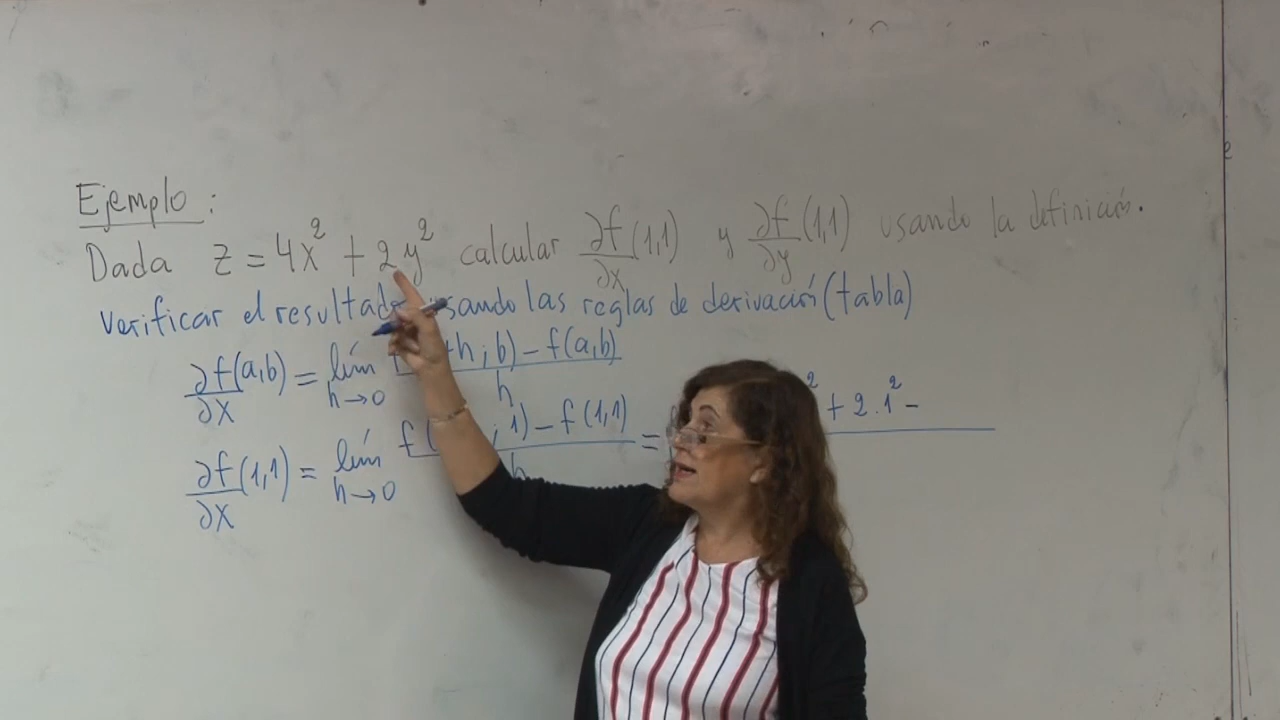 Ejemplo:
Dada z = 4x² + 2y² calcular ∂f/∂x (1,1) y ∂f/∂y (1,1) usando la definición.
Verificar el resultado usando las reglas de derivación (tabla)
∂f(a,b)/∂x = lím h→0 +h; b) − f(a,b) / h
∂f/∂x (1,1) = lím h→0 f( ; 1) − f(1,1) / h = ² + 2.1² −